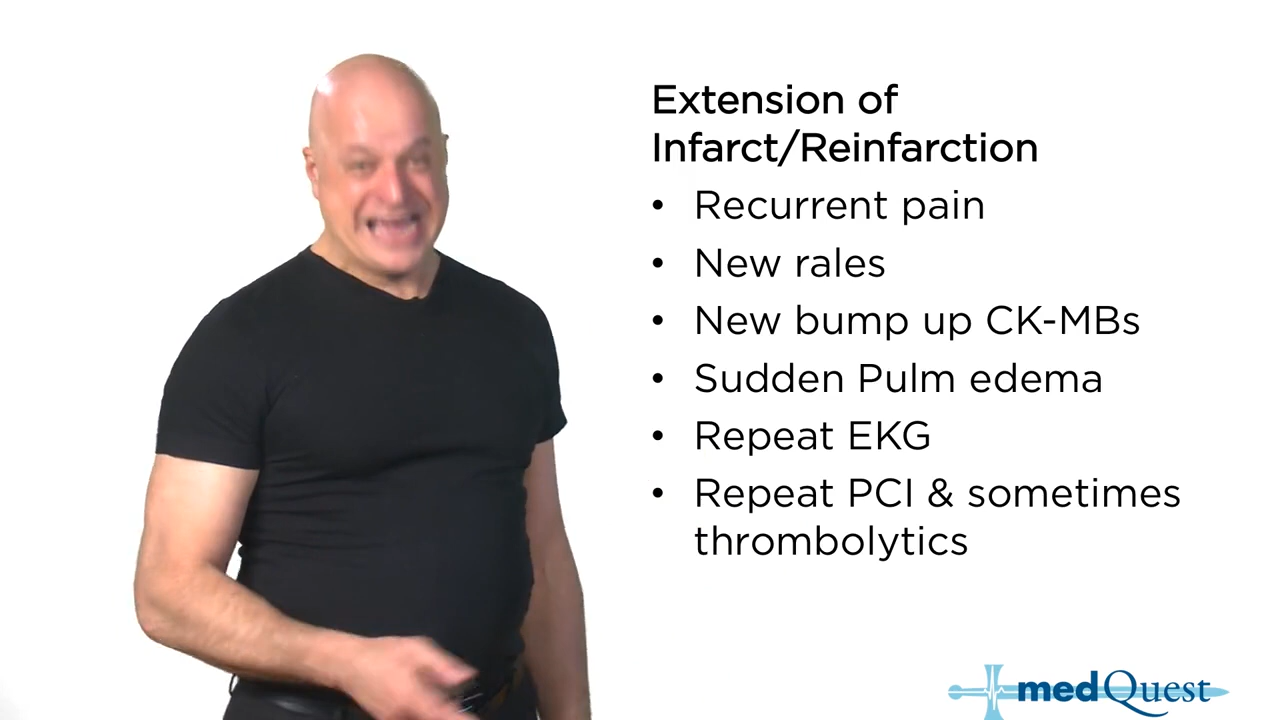 Extension of
Infarct/Reinfarction
• Recurrent pain
• New rales
• New bump up CK-MBs
• Sudden Pulm edema
• Repeat EKG
• Repeat PCI & sometimes
thrombolytics
medQuest